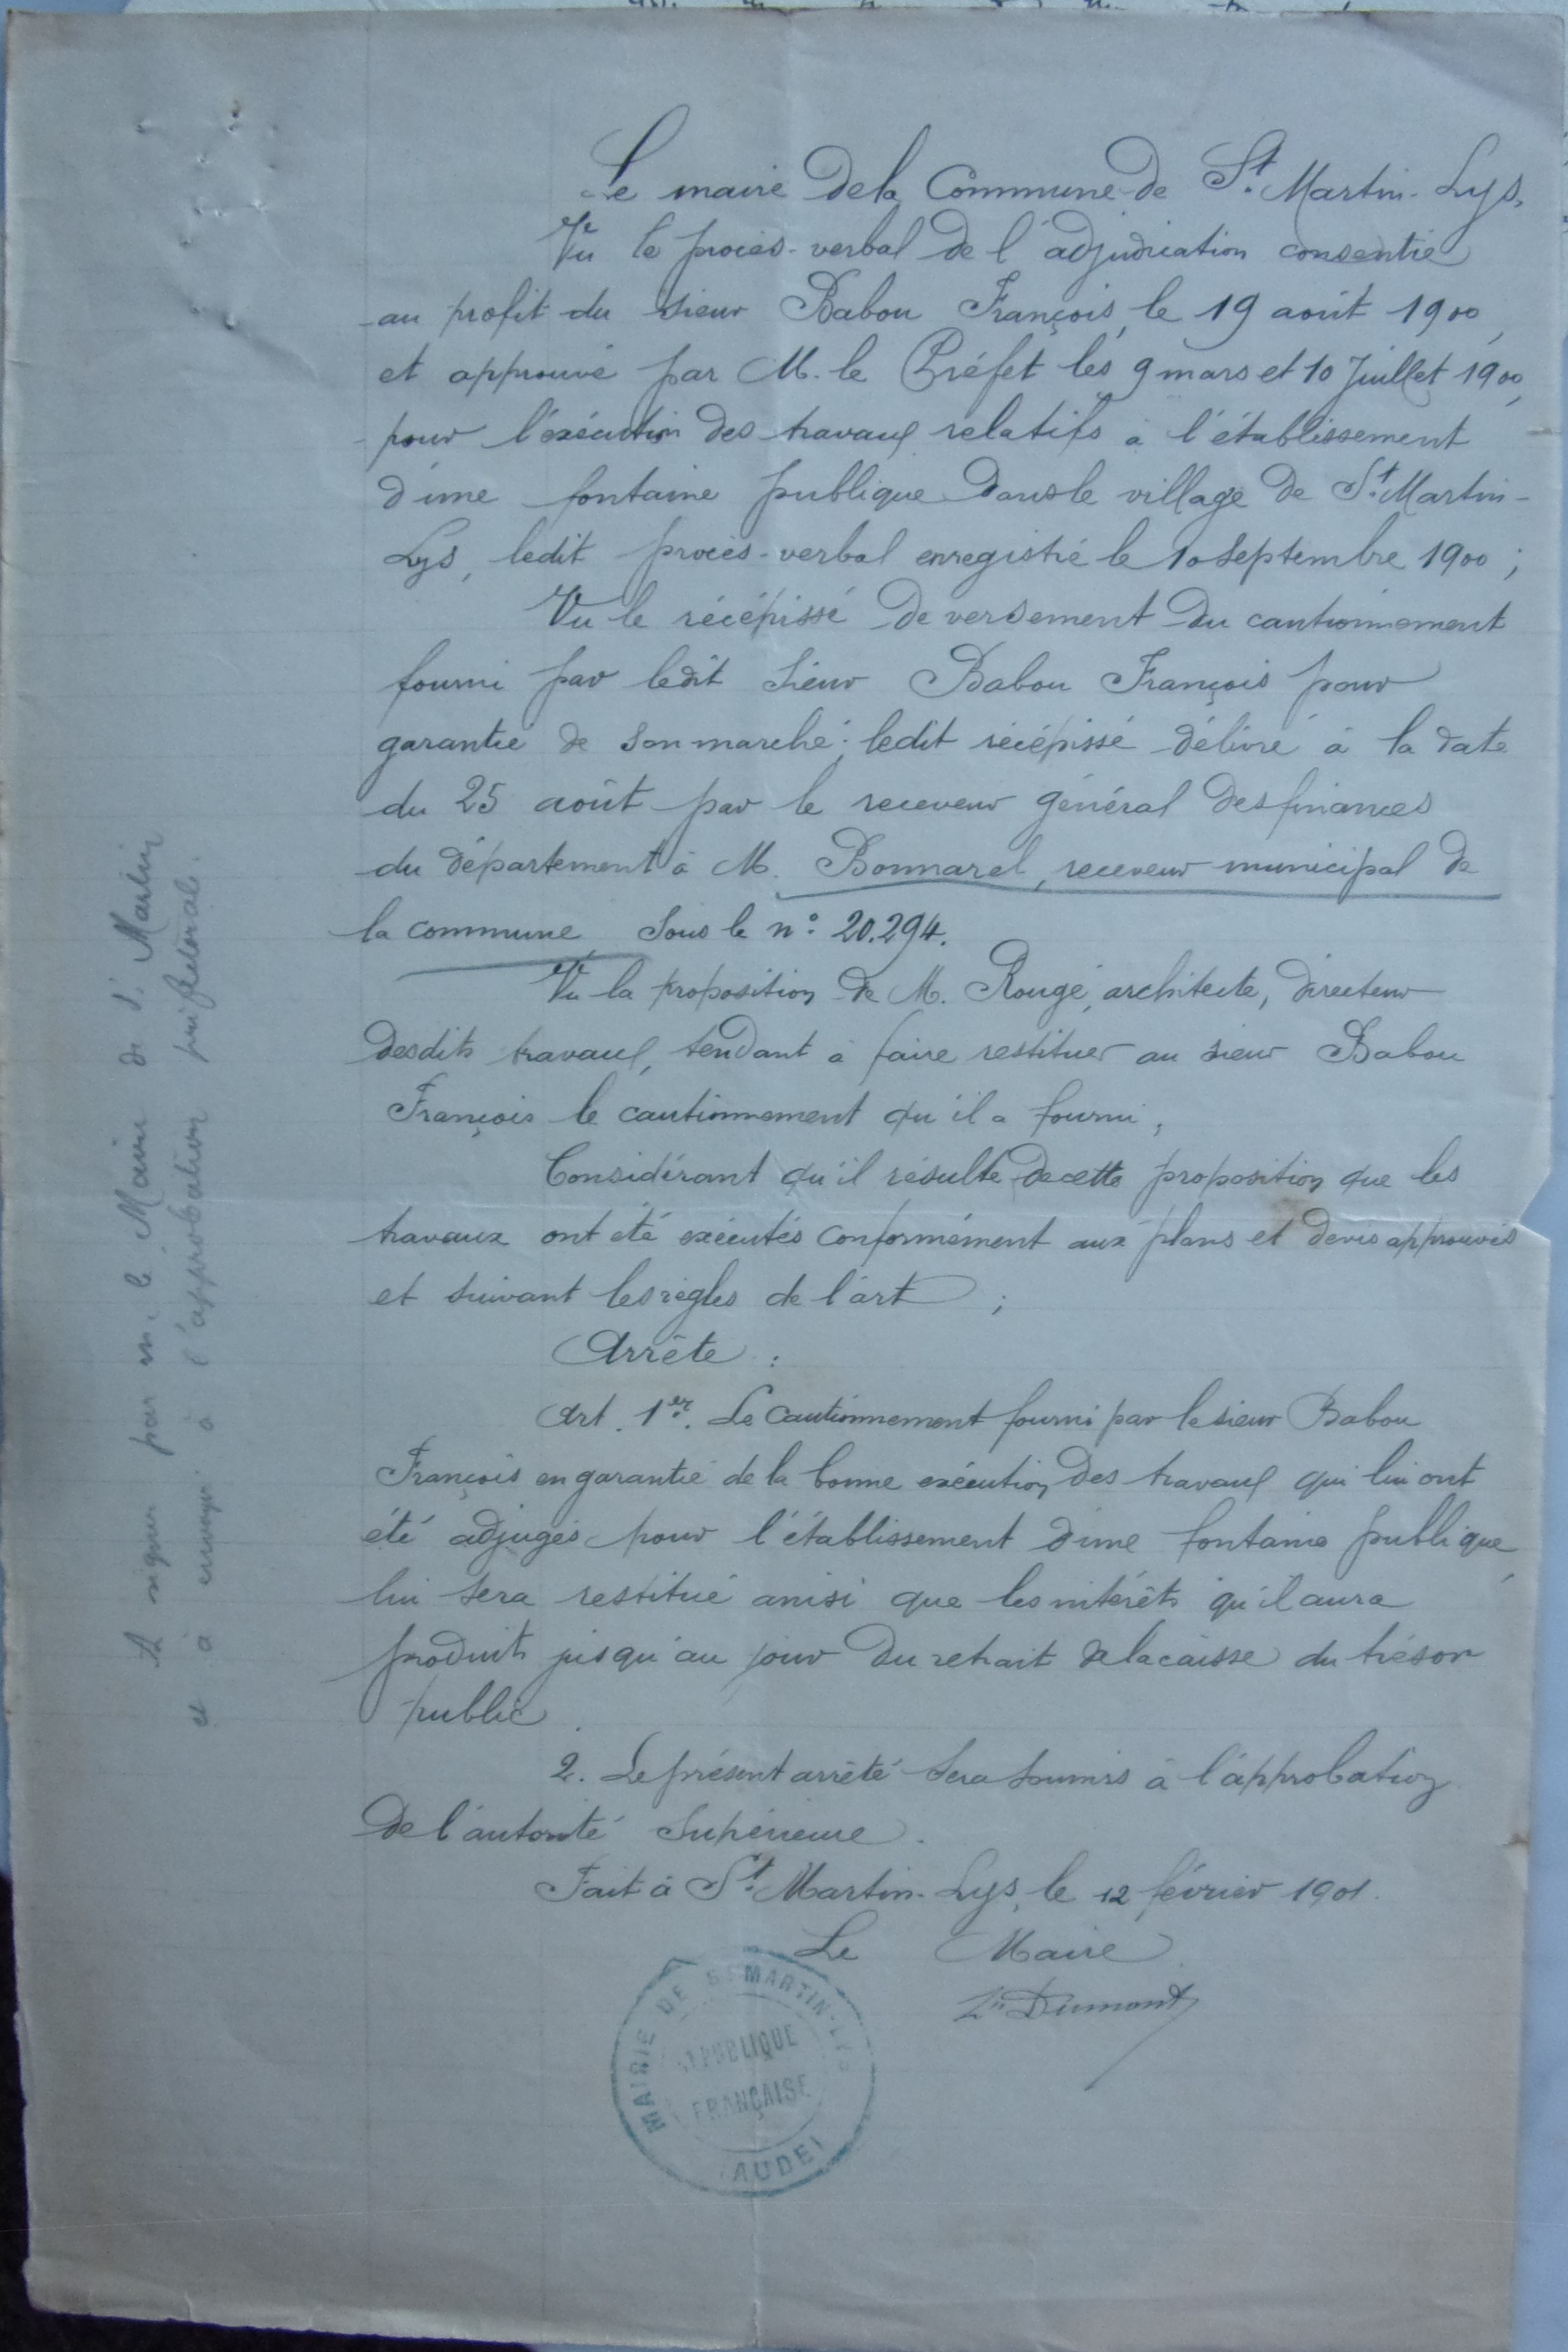 Le maire de la Commune de St. Martin-Lys,
Vu le procès-verbal de l'adjudication consentie
au profit du sieur Babou François, le 19 août 1900,
et approuvé par M. le Préfet les 9 mars et 10 Juillet 1900,
pour l'exécution des travaux relatifs à l'établissement
d'une fontaine publique dans le village de St. Martin-
Lys, ledit procès-verbal enregistré le 10 septembre 1900 ;
Vu le récépissé de versement du cautionnement
fourni par ledit sieur Babou François pour
garantie de son marché ; ledit récépissé délivré à la date
du 25 août par le receveur général des finances
du département à M. Bonnarel, receveur municipal de
la commune sous le n° 20.294.
Vu la proposition de M. Rougé, architecte, directeur
desdits travaux, tendant à faire restituer au sieur Babou
François le cautionnement qu'il a fourni ;
Considérant qu'il résulte de cette proposition que les
travaux ont été exécutés conformément aux plans et devis approuvés
et suivant les règles de l'art ;
Arrête :
Art. 1er. Le cautionnement fourni par le sieur Babou
François en garantie de la bonne exécution des travaux qui lui ont
été adjugés pour l'établissement d'une fontaine publique,
lui sera restitué ainsi que les intérêts qu'il aura
produits jusqu'au jour du retrait de la caisse du trésor
public.
2. Le présent arrêté sera soumis à l'approbation
de l'autorité supérieure.
Fait à St. Martin-Lys, le 12 février 1901.
Le Maire
Dumont
MAIRIE DE ST MARTIN-LYS
RÉPUBLIQUE
FRANÇAISE
(AUDE)
A signer par M. le Maire de St. Martin
et à envoyer à l'approbation préfectorale.